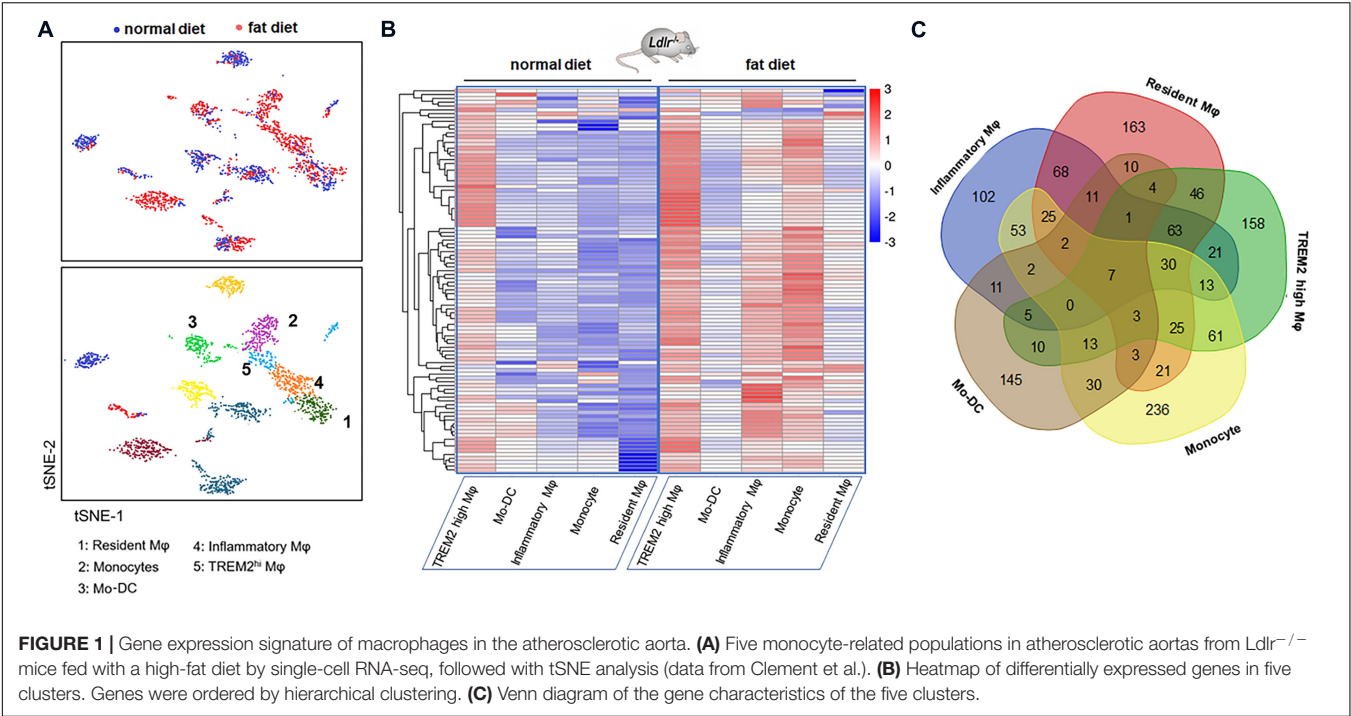 A
normal diet
fat diet
tSNE-2
tSNE-1
1: Resident Mφ
4: Inflammatory Mφ
2: Monocytes
5: TREM2hi Mφ
3: Mo-DC
3
2
5
4
1
B
Ldlr-/-
normal diet
fat diet
3
2
1
0
-1
-2
-3
TREM2 high Mφ
Mo-DC
Inflammatory Mφ
Monocyte
Resident Mφ
TREM2 high Mφ
Mo-DC
Inflammatory Mφ
Monocyte
Resident Mφ
C
Resident Mφ
Inflammatory Mφ
TREM2 high Mφ
Mo-DC
Monocyte
163
10
68
4
46
102
11
1
158
25
63
53
2
21
30
2
7
13
11
0
5
3
25
61
10
13
3
145
30
21
236
FIGURE 1 | Gene expression signature of macrophages in the atherosclerotic aorta. (A) Five monocyte-related populations in atherosclerotic aortas from Ldlr−/−
mice fed with a high-fat diet by single-cell RNA-seq, followed with tSNE analysis (data from Clement et al.). (B) Heatmap of differentially expressed genes in five
clusters. Genes were ordered by hierarchical clustering. (C) Venn diagram of the gene characteristics of the five clusters.